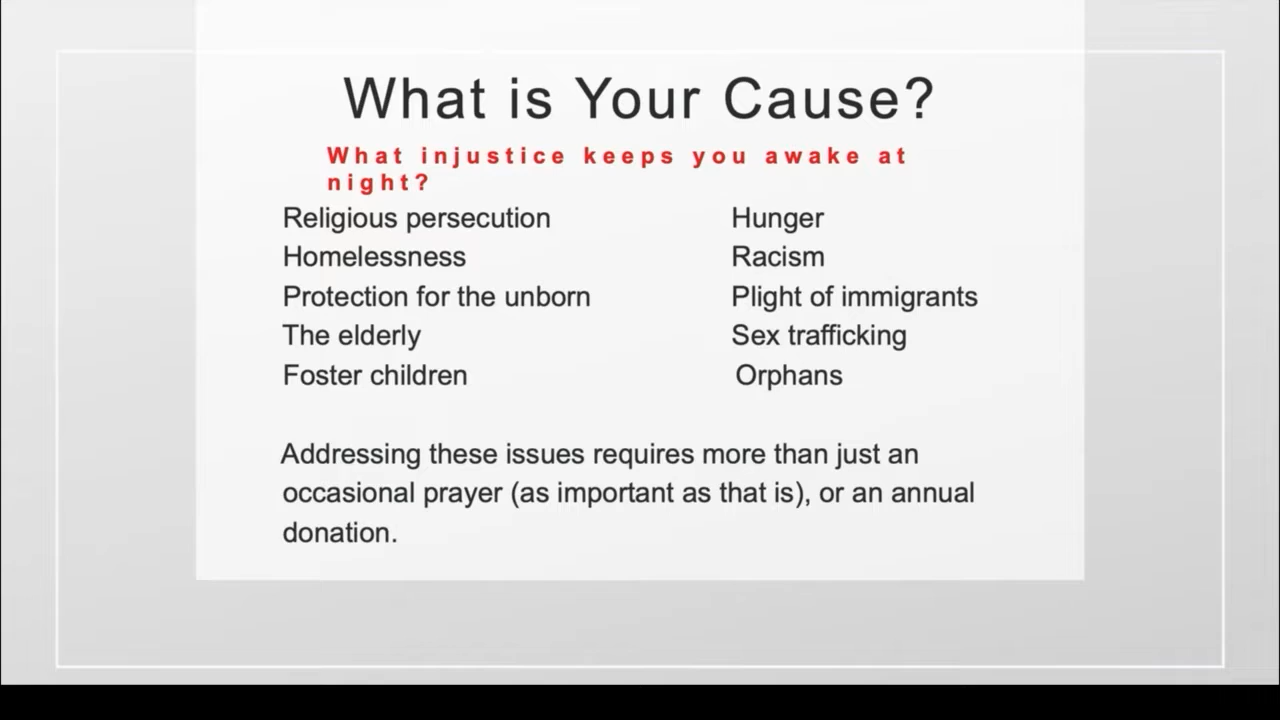 What is Your Cause?
What injustice keeps you awake at
night?
Religious persecution Hunger
Homelessness Racism
Protection for the unborn Plight of immigrants
The elderly Sex trafficking
Foster children Orphans
Addressing these issues requires more than just an
occasional prayer (as important as that is), or an annual
donation.